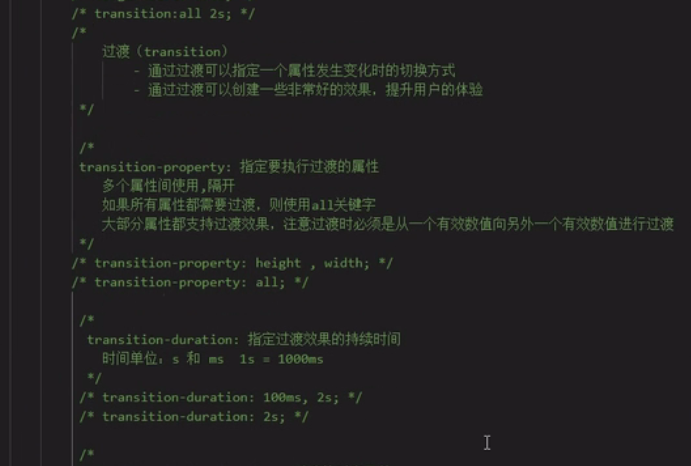 /* transition:all 2s; */
/*
过渡（transition）
- 通过过渡可以指定一个属性发生变化时的切换方式
- 通过过渡可以创建一些非常好的效果，提升用户的体验
*/
/*
transition-property: 指定要执行过渡的属性
多个属性间使用,隔开
如果所有属性都需要过渡，则使用all关键字
大部分属性都支持过渡效果，注意过渡时必须是从一个有效数值向另外一个有效数值进行过渡
*/
/* transition-property: height , width; */
/* transition-property: all; */
/*
transition-duration: 指定过渡效果的持续时间
时间单位：s 和 ms  1s = 1000ms
*/
/* transition-duration: 100ms, 2s; */
/* transition-duration: 2s; */
/*